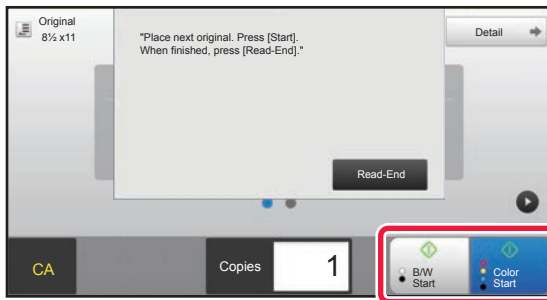 Original
8½ x11
"Place next original. Press [Start].
When finished, press [Read-End]."
Detail
Read-End
CA
Copies
1
B/W
Start
Color
Start